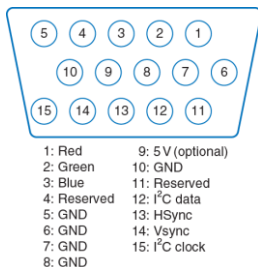 5 4 3 2 1
10 9 8 7 6
15 14 13 12 11
1: Red
2: Green
3: Blue
4: Reserved
5: GND
6: GND
7: GND
8: GND
9: 5 V (optional)
10: GND
11: Reserved
12: I²C data
13: HSync
14: Vsync
15: I²C clock